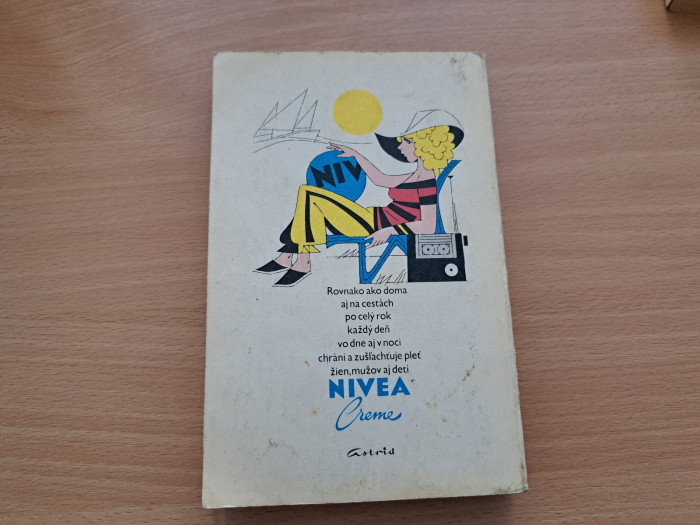 NIV
Rovnako ako doma
aj na cestách
po celý rok
každý deň
vo dne aj v noci
chráni a zušľachťuje pleť
žien, mužov aj detí
NIVEA
Creme
astrid